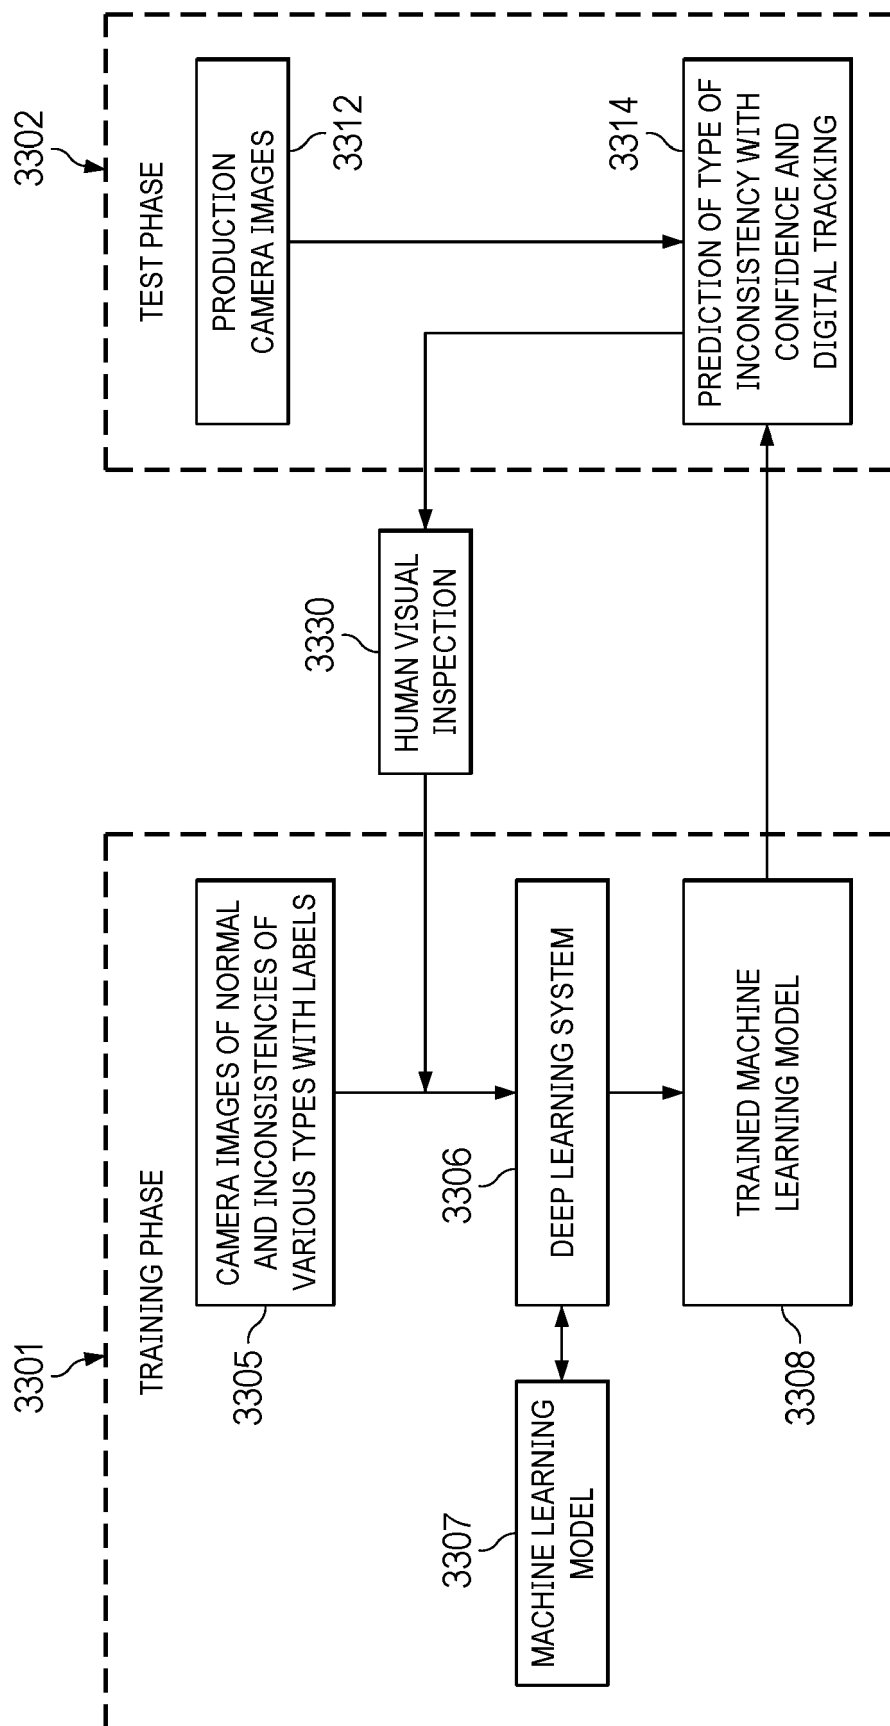 3301
TRAINING PHASE
3305
CAMERA IMAGES OF NORMAL
AND INCONSISTENCIES OF
VARIOUS TYPES WITH LABELS
3307
MACHINE LEARNING
MODEL
3306
DEEP LEARNING SYSTEM
TRAINED MACHINE
LEARNING MODEL
3308
3330
HUMAN VISUAL
INSPECTION
3302
TEST PHASE
PRODUCTION
CAMERA IMAGES
3312
3314
PREDICTION OF TYPE OF
INCONSISTENCY WITH
CONFIDENCE AND
DIGITAL TRACKING